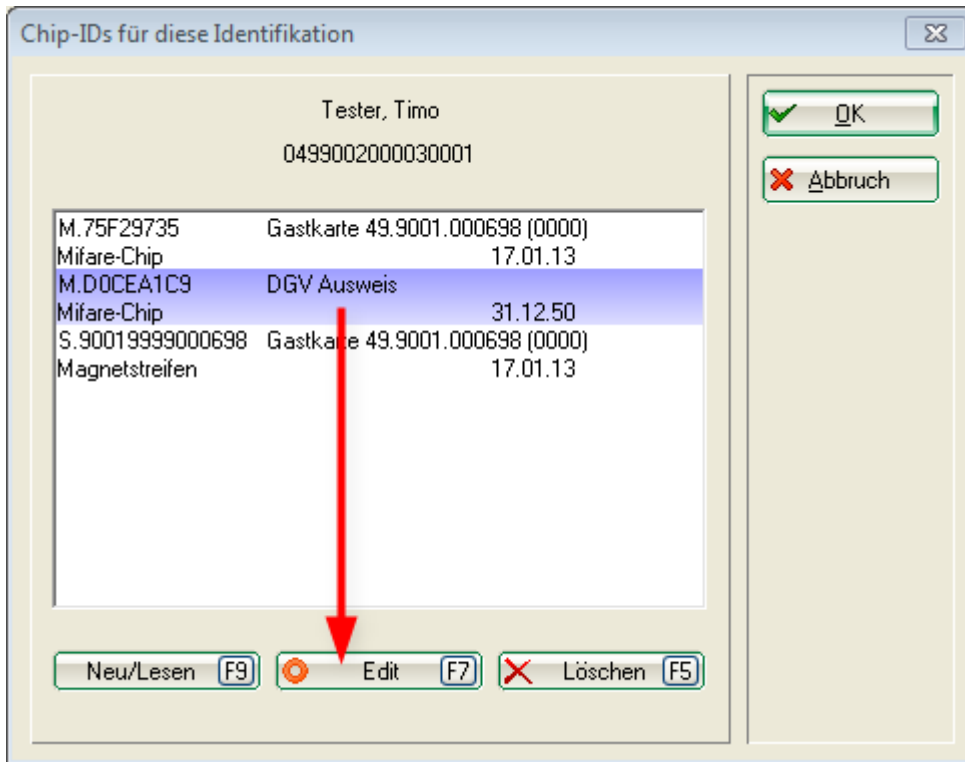 Chip-IDs für diese Identifikation
Tester, Timo
0499002000030001
M.75F29735 Gastkarte 49.9001.000698 (0000)
Mifare-Chip 17.01.13
M.D0CEA1C9 DGV Ausweis
Mifare-Chip 31.12.50
S.90019999000698 Gastkarte 49.9001.000698 (0000)
Magnetstreifen 17.01.13
Neu/Lesen F9 Edit F7 Löschen F5
OK
Abbruch